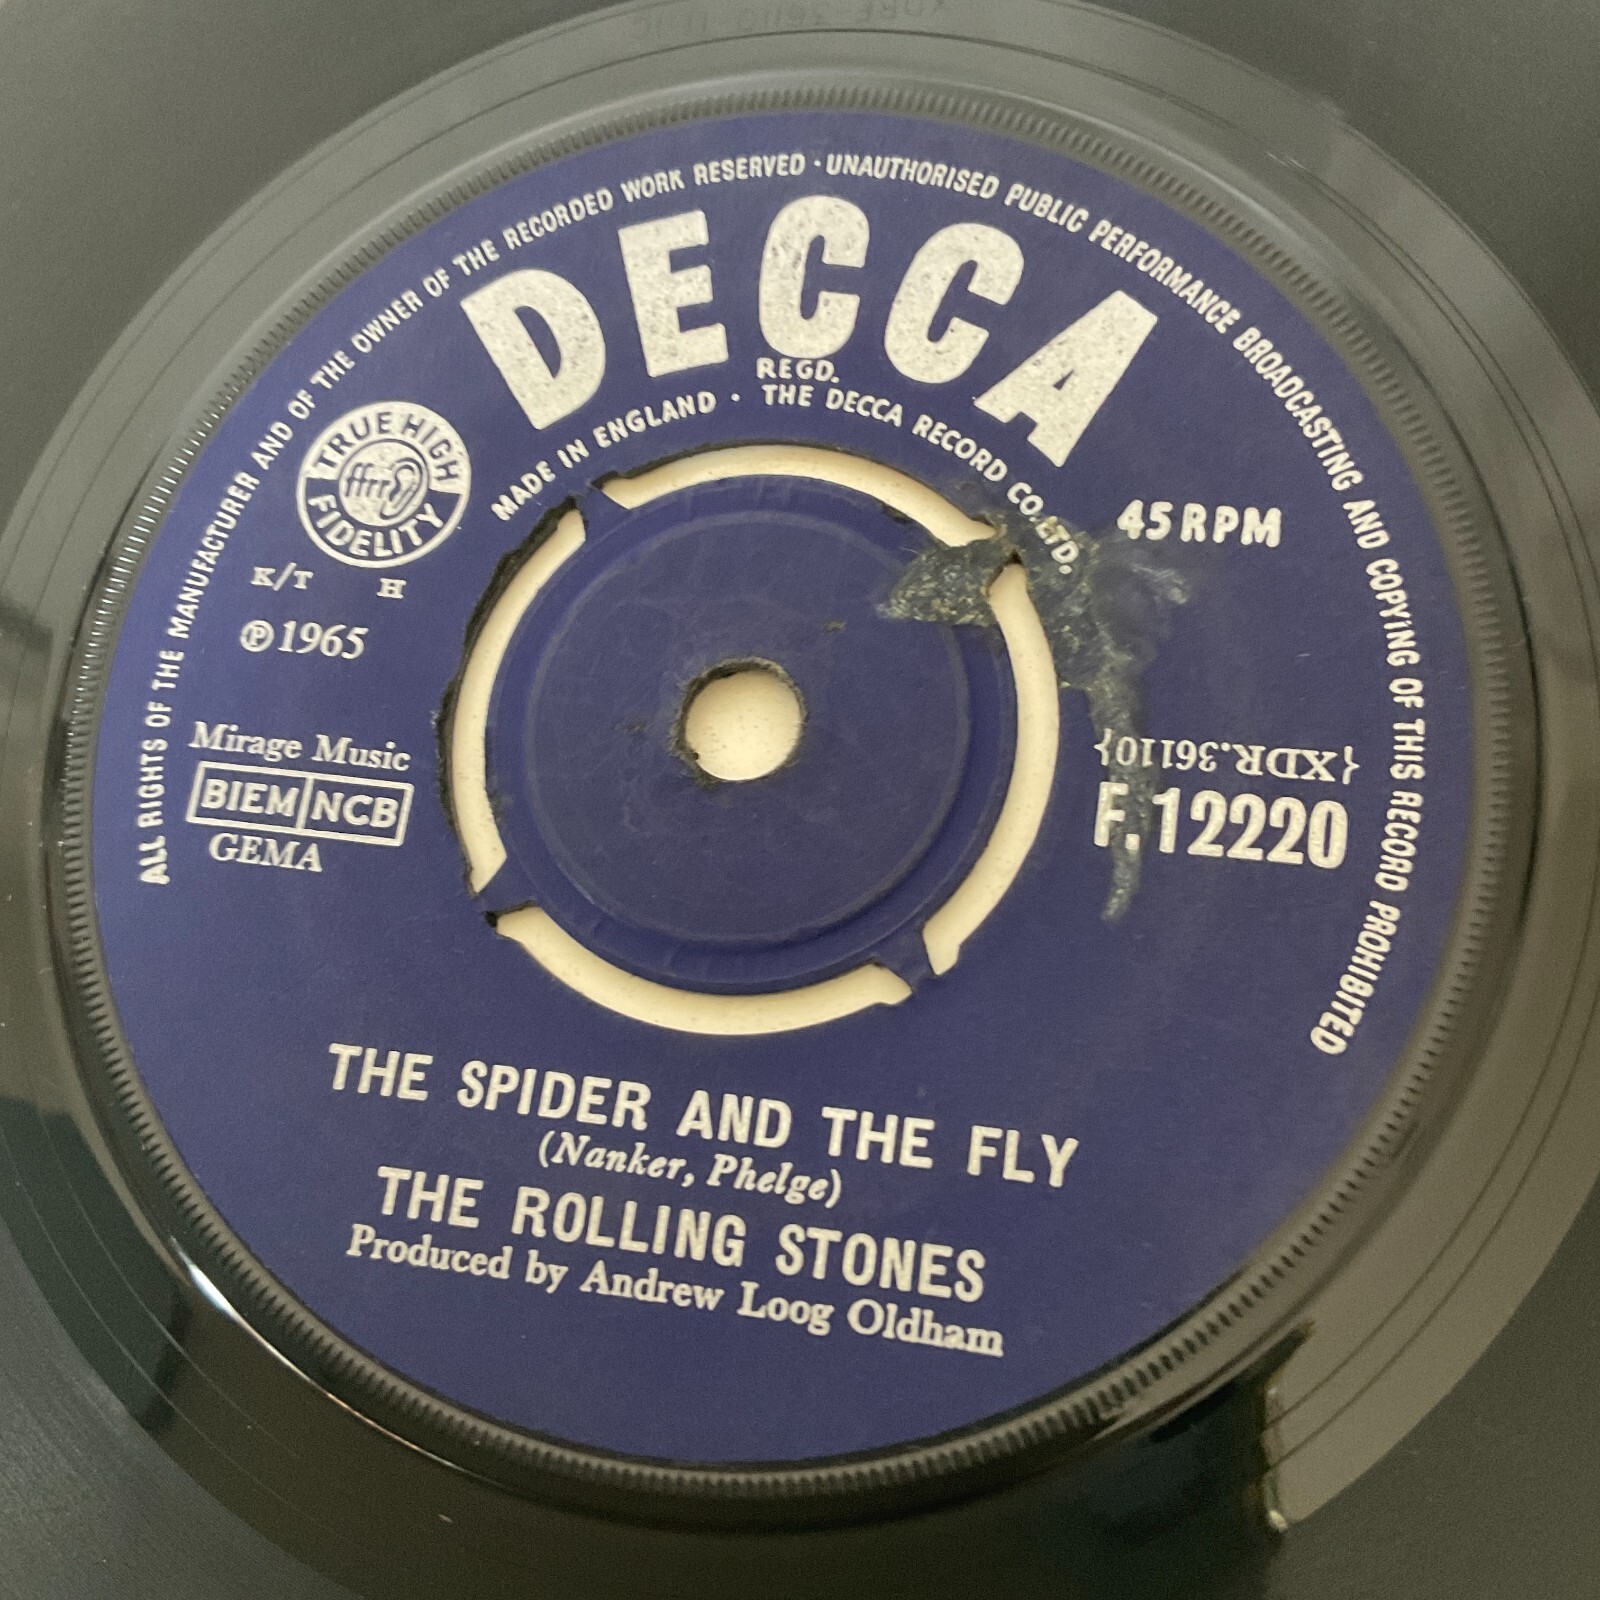 ALL RIGHTS OF THE MANUFACTURER AND OF THE OWNER OF THE RECORDED WORK RESERVED · UNAUTHORISED PUBLIC PERFORMANCE BROADCASTING AND COPYING OF THIS RECORD PROHIBITED
DECCA
REGD.
MADE IN ENGLAND · THE DECCA RECORD CO. LTD.
TRUE HIGH
ffrr
FIDELITY
K/T H
℗1965
45 RPM
Mirage Music
BIEM NCB
GEMA
{XDR.36110}
F.12220
THE SPIDER AND THE FLY
(Nanker, Phelge)
THE ROLLING STONES
Produced by Andrew Loog Oldham